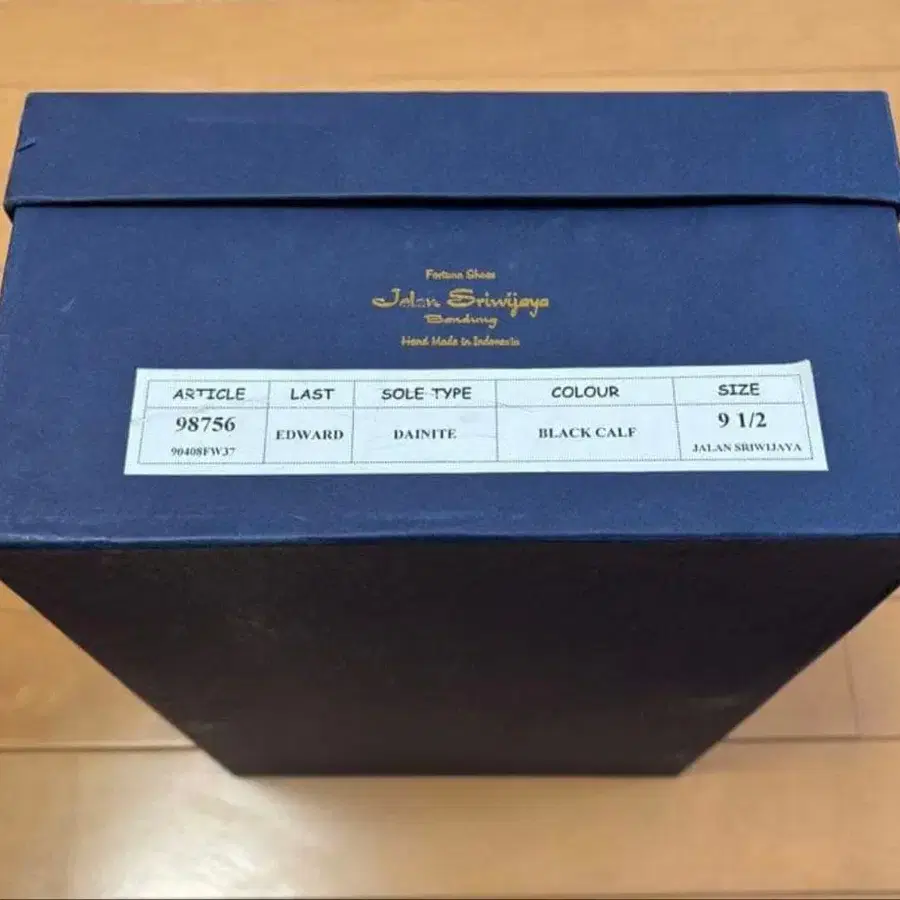 Fortuna Shoes
Jalan Sriwijaya
Bandung
Hand Made in Indonesia
ARTICLE LAST SOLE TYPE COLOUR SIZE
98756 EDWARD DAINITE BLACK CALF 9 1/2
90408FW37 JALAN SRIWIJAYA